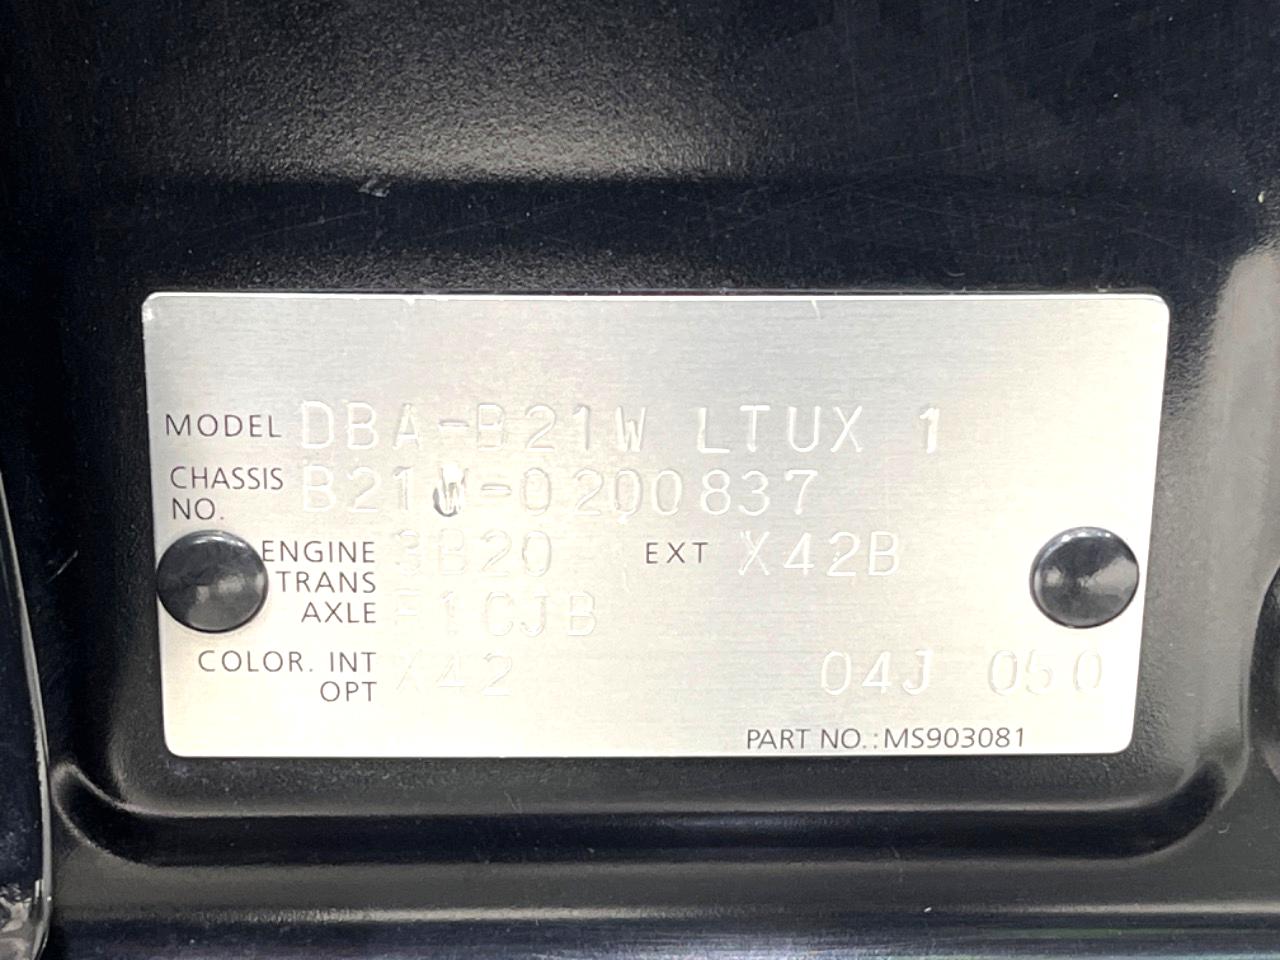 MODEL DBA-B21W LTUX 1
CHASSIS NO. B21W-0200837
ENGINE 3B20 EXT X42B
TRANS AXLE F1CJB
COLOR. INT X42 04J 050
OPT
PART NO.:MS903081